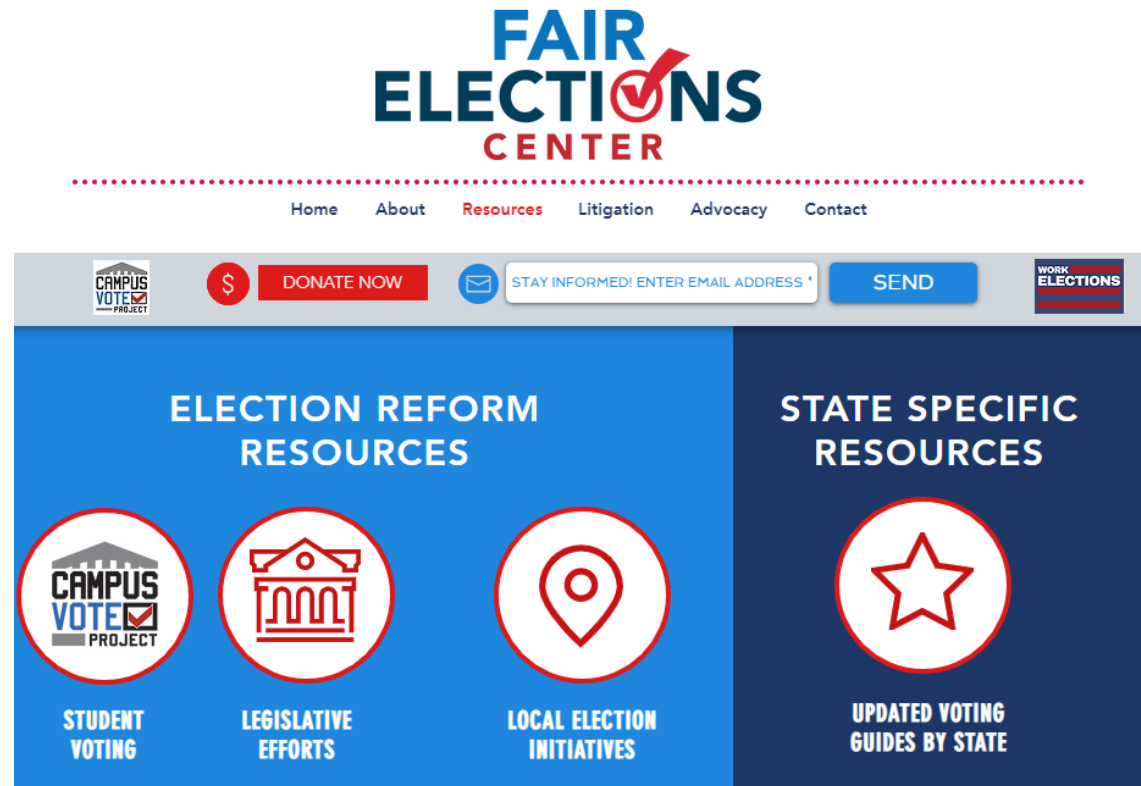 FAIR
ELECTIONS
CENTER
Home About Resources Litigation Advocacy Contact
CAMPUS
VOTE
PROJECT
$
DONATE NOW
STAY INFORMED! ENTER EMAIL ADDRESS *
SEND
WORK
ELECTIONS
ELECTION REFORM
RESOURCES
CAMPUS
VOTE
PROJECT
STUDENT
VOTING
LEGISLATIVE
EFFORTS
LOCAL ELECTION
INITIATIVES
STATE SPECIFIC
RESOURCES
UPDATED VOTING
GUIDES BY STATE